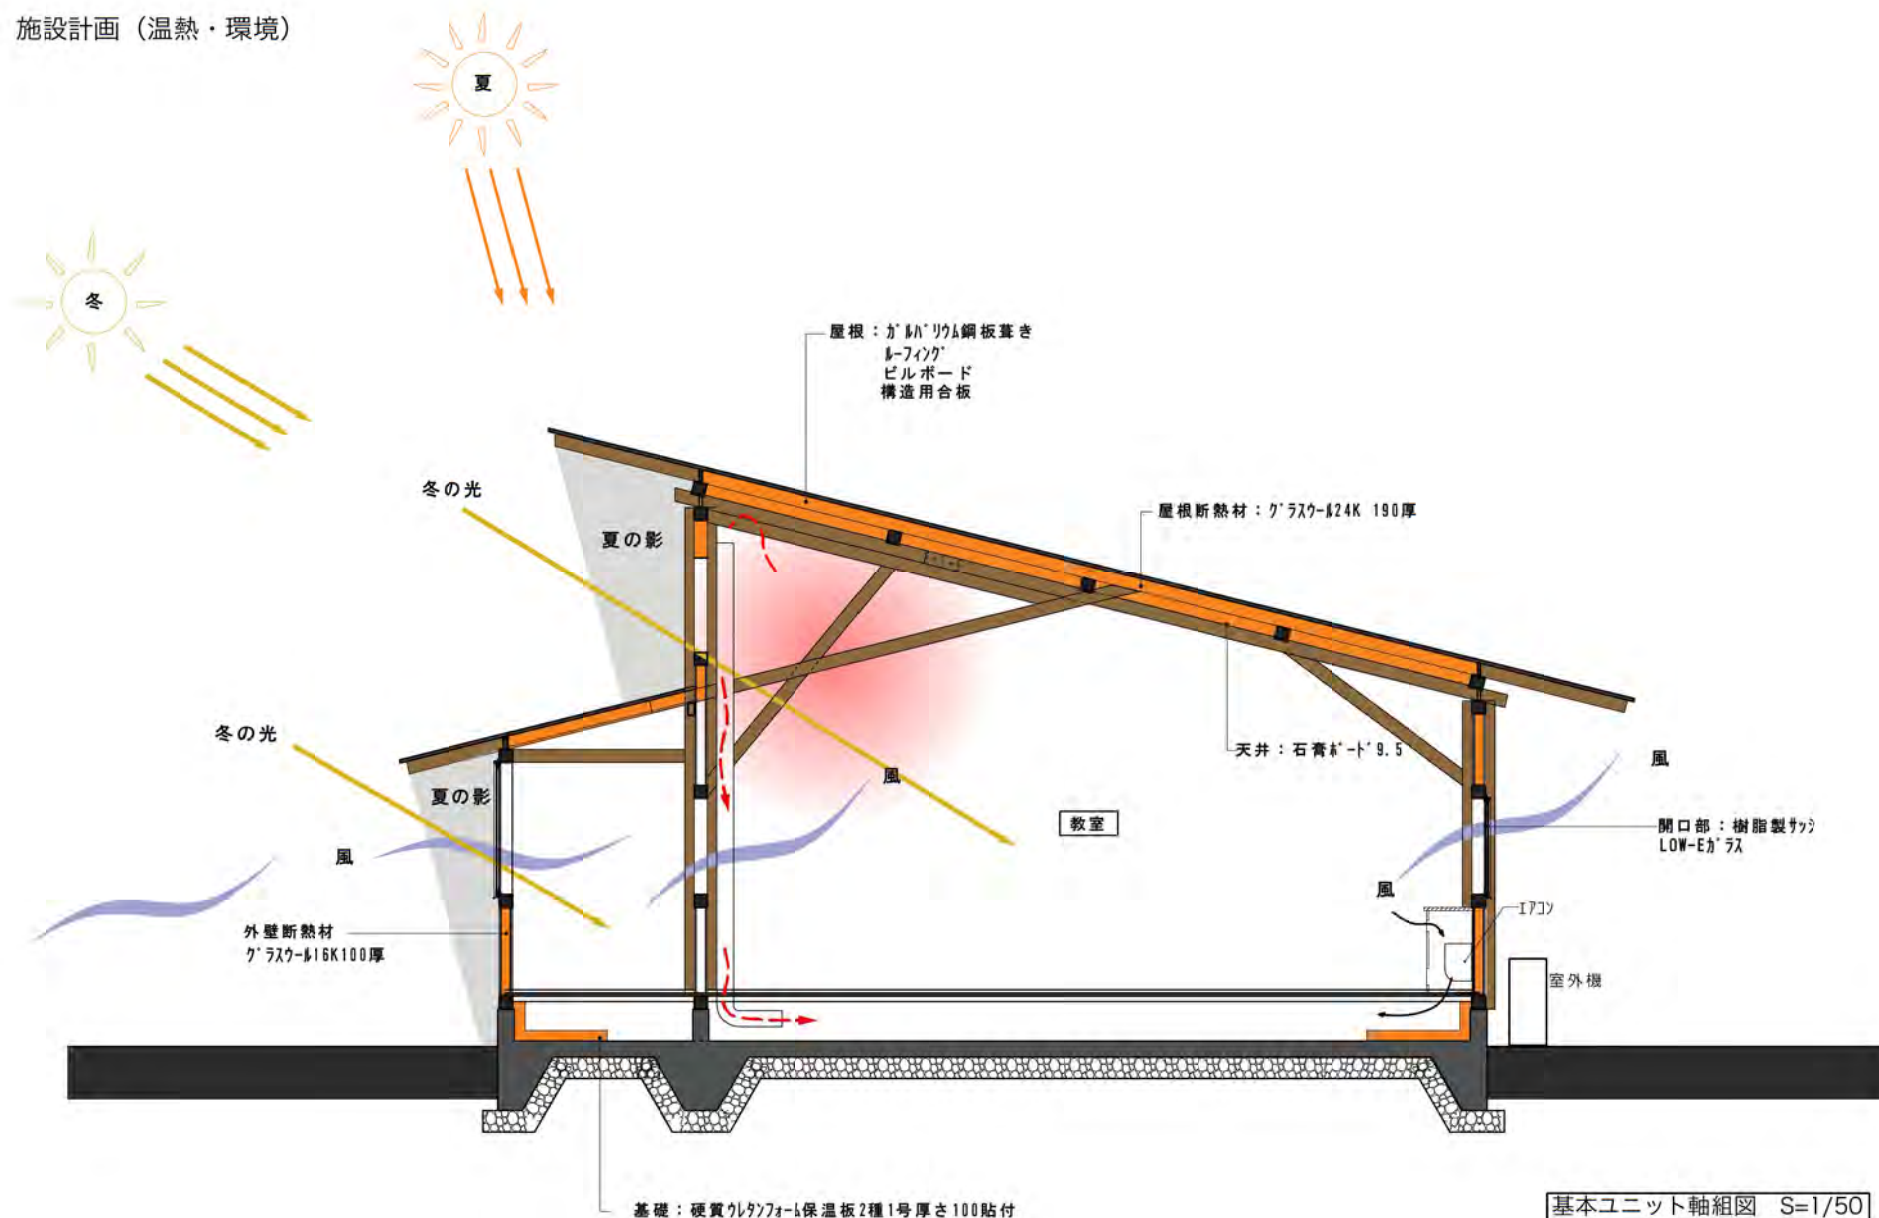 施設計画（温熱・環境）
夏
冬
屋根：ｶﾞﾙﾊﾞﾘｳﾑ鋼板葺き
ﾙｰﾌｨﾝｸﾞ
ビルボード
構造用合板
冬の光
夏の影
屋根断熱材：ｸﾞﾗｽｳｰﾙ24K 190厚
冬の光
夏の影
風
天井：石膏ﾎﾞｰﾄﾞ9.5
風
教室
開口部：樹脂製ｻｯｼ
LOW-Eｶﾞﾗｽ
風
風
ｴｱｺﾝ
外壁断熱材
ｸﾞﾗｽｳｰﾙ16K100厚
室外機
基礎：硬質ｳﾚﾀﾝﾌｫｰﾑ保温板2種1号厚さ100貼付
基本ユニット軸組図　S=1/50